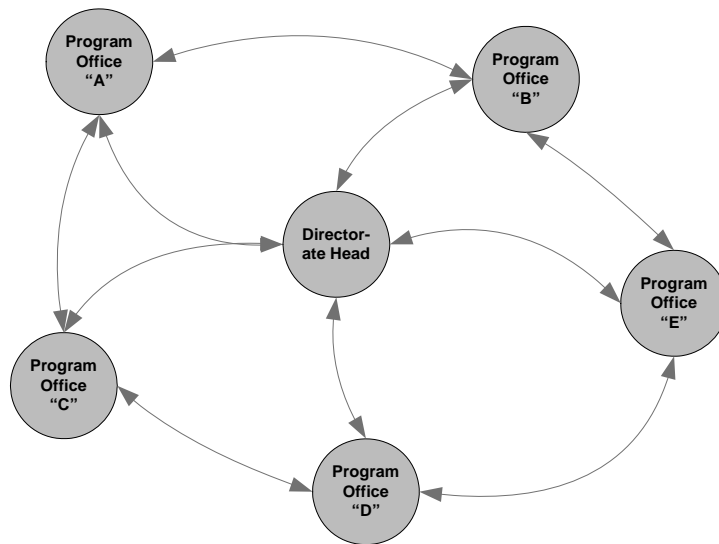 Program
Office
“A”
Program
Office
“B”
Director-
ate Head
Program
Office
“E”
Program
Office
“C”
Program
Office
“D”